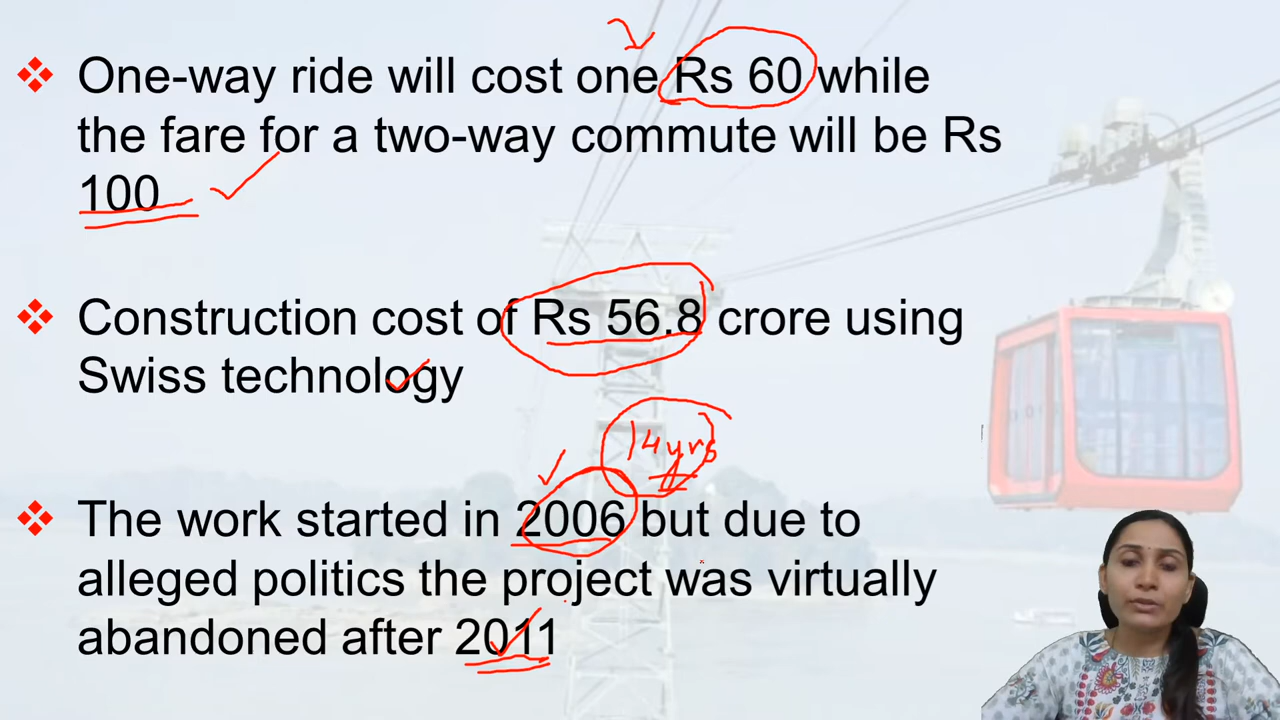 One-way ride will cost one Rs 60 while
the fare for a two-way commute will be Rs
100
Construction cost of Rs 56.8 crore using
Swiss technology
14yrs
The work started in 2006 but due to
alleged politics the project was virtually
abandoned after 2011